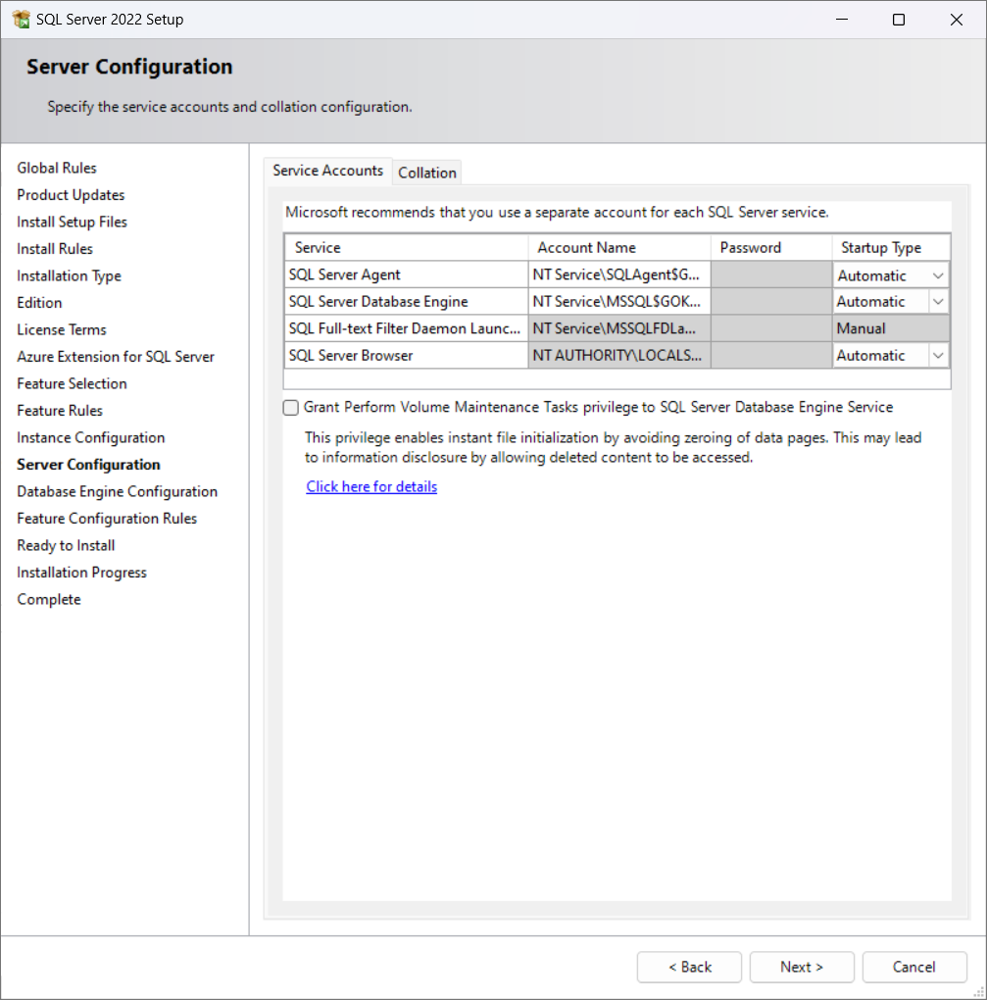 SQL Server 2022 Setup
Server Configuration
Specify the service accounts and collation configuration.
Global Rules
Product Updates
Install Setup Files
Install Rules
Installation Type
Edition
License Terms
Azure Extension for SQL Server
Feature Selection
Feature Rules
Instance Configuration
Server Configuration
Database Engine Configuration
Feature Configuration Rules
Ready to Install
Installation Progress
Complete
Service Accounts Collation
Microsoft recommends that you use a separate account for each SQL Server service.
Service Account Name Password Startup Type
SQL Server Agent NT Service\SQLAgent$G... Automatic
SQL Server Database Engine NT Service\MSSQL$GOK... Automatic
SQL Full-text Filter Daemon Launc... NT Service\MSSQLFDLa... Manual
SQL Server Browser NT AUTHORITY\LOCALS... Automatic
Grant Perform Volume Maintenance Tasks privilege to SQL Server Database Engine Service
This privilege enables instant file initialization by avoiding zeroing of data pages. This may lead
to information disclosure by allowing deleted content to be accessed.
Click here for details
< Back Next > Cancel